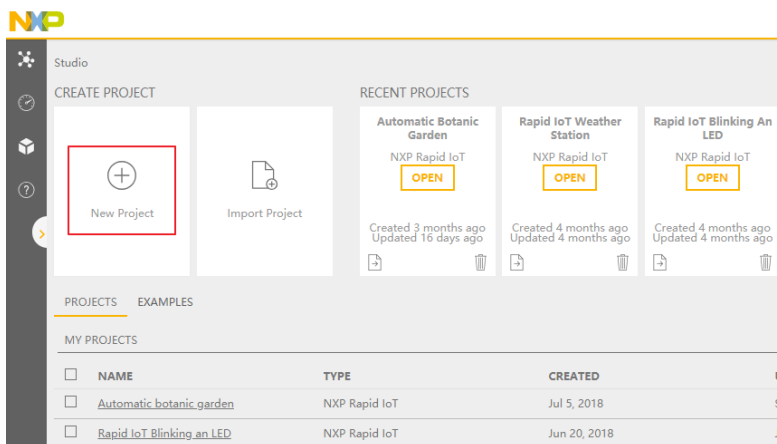 NXP
Studio
CREATE PROJECT
RECENT PROJECTS
New Project
Import Project
Automatic Botanic
Garden
NXP Rapid IoT
OPEN
Created 3 months ago
Updated 16 days ago
Rapid IoT Weather
Station
NXP Rapid IoT
OPEN
Created 4 months ago
Updated 4 months ago
Rapid IoT Blinking An
LED
NXP Rapid IoT
OPEN
Created 4 months ago
Updated 4 months ago
PROJECTS EXAMPLES
MY PROJECTS
NAME TYPE CREATED
Automatic botanic garden NXP Rapid IoT Jul 5, 2018
Rapid IoT Blinking an LED NXP Rapid IoT Jun 20, 2018